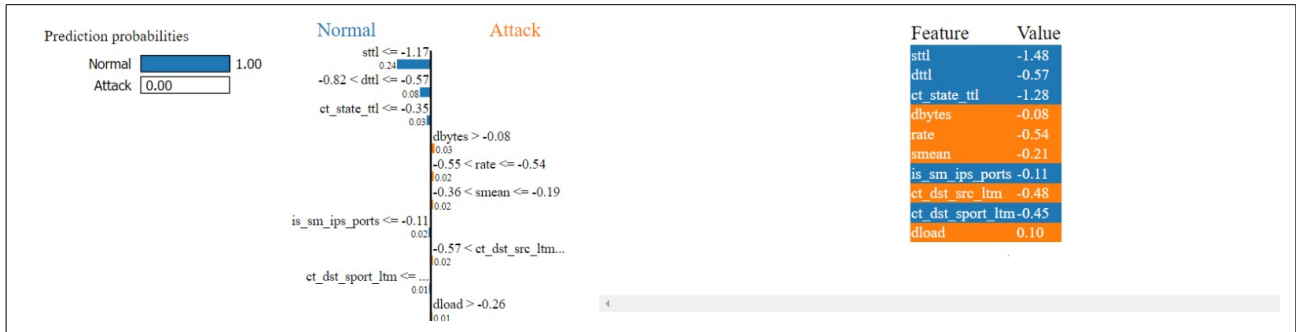 Prediction probabilities
Normal 1.00
Attack 0.00
Normal Attack
sttl <= -1.17
0.24
-0.82 < dttl <= -0.57
0.08
ct_state_ttl <= -0.35
0.03
dbytes > -0.08
0.03
-0.55 < rate <= -0.54
0.02
-0.36 < smean <= -0.19
0.02
is_sm_ips_ports <= -0.11
0.02
-0.57 < ct_dst_src_ltm...
0.02
ct_dst_sport_ltm <= ...
0.01
dload > -0.26
0.01
Feature Value
sttl -1.48
dttl -0.57
ct_state_ttl -1.28
dbytes -0.08
rate -0.54
smean -0.21
is_sm_ips_ports -0.11
ct_dst_src_ltm -0.48
ct_dst_sport_ltm -0.45
dload 0.10